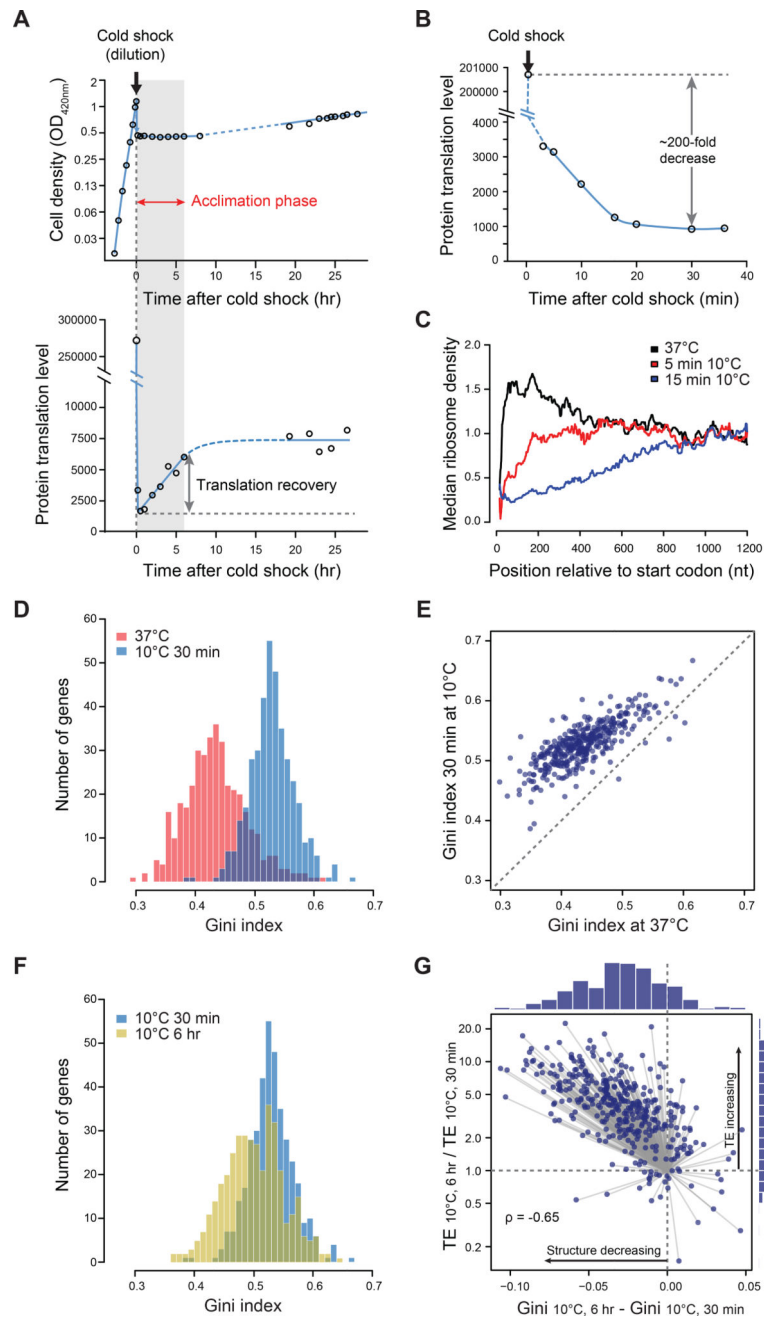 A
Cold shock
(dilution)
Cell density (OD420nm)
2
1
0.5
0.25
0.13
0.06
0.03
Acclimation phase
0 5 10 15 20 25
Time after cold shock (hr)
Protein translation level
300000
250000
10000
7500
5000
2500
0
Translation recovery
0 5 10 15 20 25
Time after cold shock (hr)
B
Cold shock
Protein translation level
201000
200000
4000
3000
2000
1000
0
~200-fold
decrease
0 10 20 30 40
Time after cold shock (min)
C
Median ribosome density
2.0
1.5
1.0
0.5
0.0
37°C
5 min 10°C
15 min 10°C
0 200 400 600 800 1000 1200
Position relative to start codon (nt)
D
Number of genes
60
50
40
30
20
10
0
37°C
10°C 30 min
0.3 0.4 0.5 0.6 0.7
Gini index
E
Gini index 30 min at 10°C
0.7
0.6
0.5
0.4
0.3
0.3 0.4 0.5 0.6 0.7
Gini index at 37°C
F
Number of genes
60
50
40
30
20
10
0
10°C 30 min
10°C 6 hr
0.3 0.4 0.5 0.6 0.7
Gini index
G
TE 10°C, 6 hr / TE 10°C, 30 min
20.0
10.0
5.0
2.0
1.0
0.5
0.2
TE increasing
ρ = -0.65
Structure decreasing
−0.10 −0.05 0.00 0.05
Gini 10°C, 6 hr - Gini 10°C, 30 min